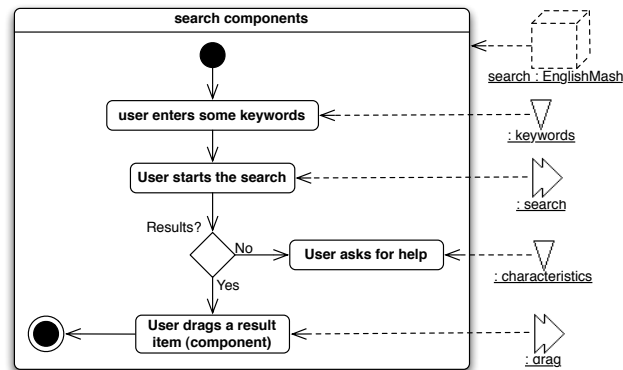 search components
search : EnglishMash
user enters some keywords
: keywords
User starts the search
: search
Results?
No
User asks for help
: characteristics
Yes
User drags a result
item (component)
: drag